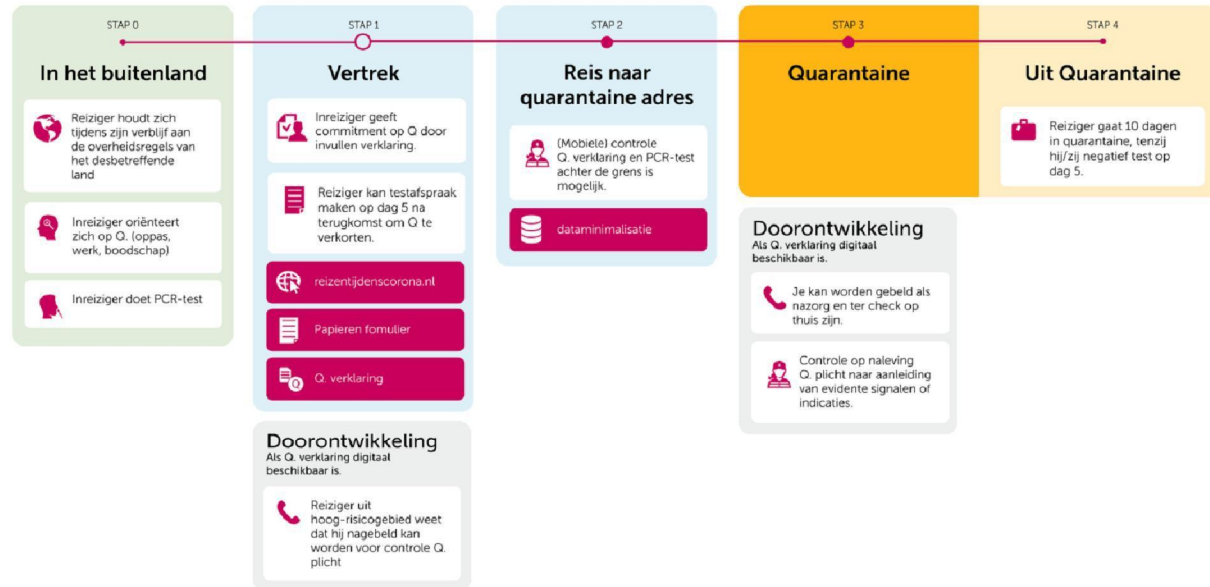 STAP 0
In het buitenland
Reiziger houdt zich
tijdens zijn verblijf aan
de overheidsregels van
het desbetreffende
land
Inreiziger oriënteert
zich op Q. (oppas,
werk, boodschap)
Inreiziger doet PCR-test
STAP 1
Vertrek
Inreiziger geeft
commitment op Q door
invullen verklaring.
Reiziger kan testafspraak
maken op dag 5 na
terugkomst om Q te
verkorten.
reizentijdenscorona.nl
Papieren fomulier
Q. verklaring
Doorontwikkeling
Als Q. verklaring digitaal
beschikbaar is.
Reiziger uit
hoog-risicogebied weet
dat hij nagebeld kan
worden voor controle Q.
plicht
STAP 2
Reis naar
quarantaine adres
(Mobiele) controle
Q. verklaring en PCR-test
achter de grens is
mogelijk.
dataminimalisatie
STAP 3
Quarantaine
Doorontwikkeling
Als Q. verklaring digitaal
beschikbaar is.
Je kan worden gebeld als
nazorg en ter check op
thuis zijn.
Controle op naleving
Q. plicht naar aanleiding
van evidente signalen of
indicaties.
STAP 4
Uit Quarantaine
Reiziger gaat 10 dagen
in quarantaine, tenzij
hij/zij negatief test op
dag 5.